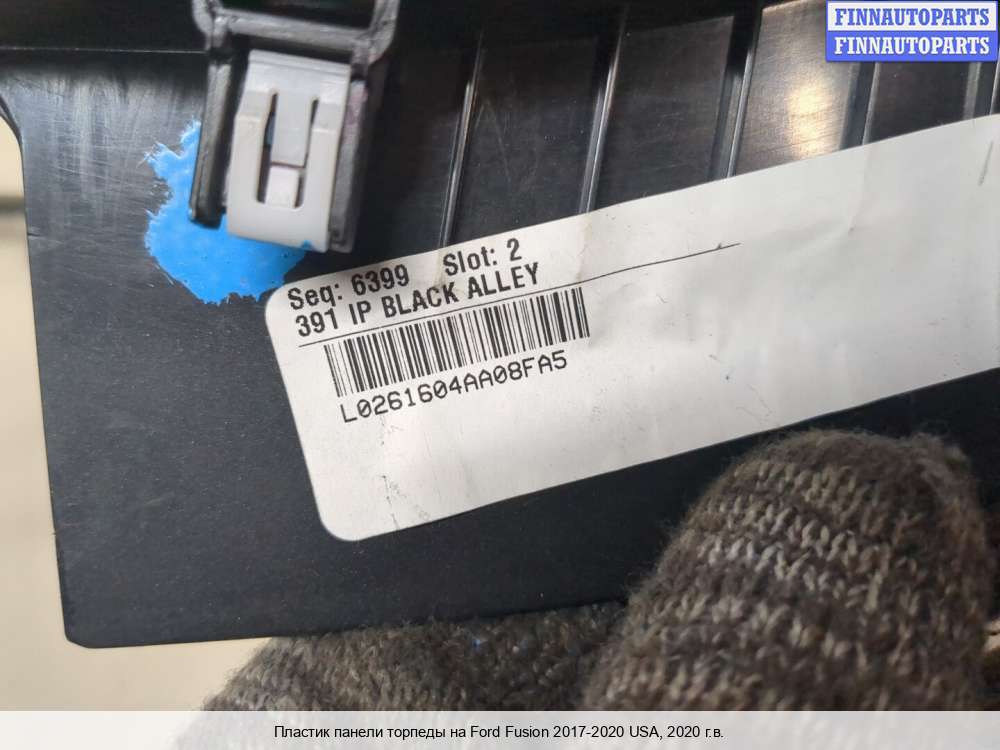 FINNAUTOPARTS
FINNAUTOPARTS
Seq: 6399 Slot: 2
391 IP BLACK ALLEY
L0261604AA08FA5
Пластик панели торпеды на Ford Fusion 2017-2020 USA, 2020 г.в.